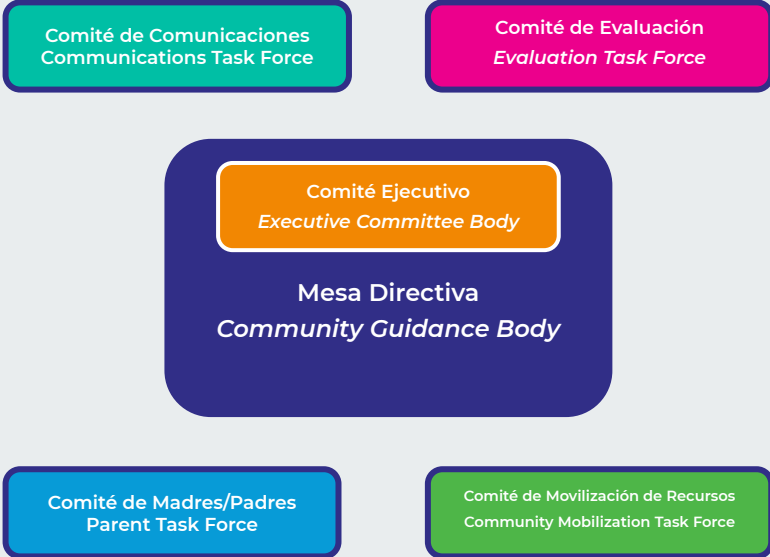 Comité de Comunicaciones
Communications Task Force
Comité de Evaluación
Evaluation Task Force
Comité Ejecutivo
Executive Committee Body
Mesa Directiva
Community Guidance Body
Comité de Madres/Padres
Parent Task Force
Comité de Movilización de Recursos
Community Mobilization Task Force